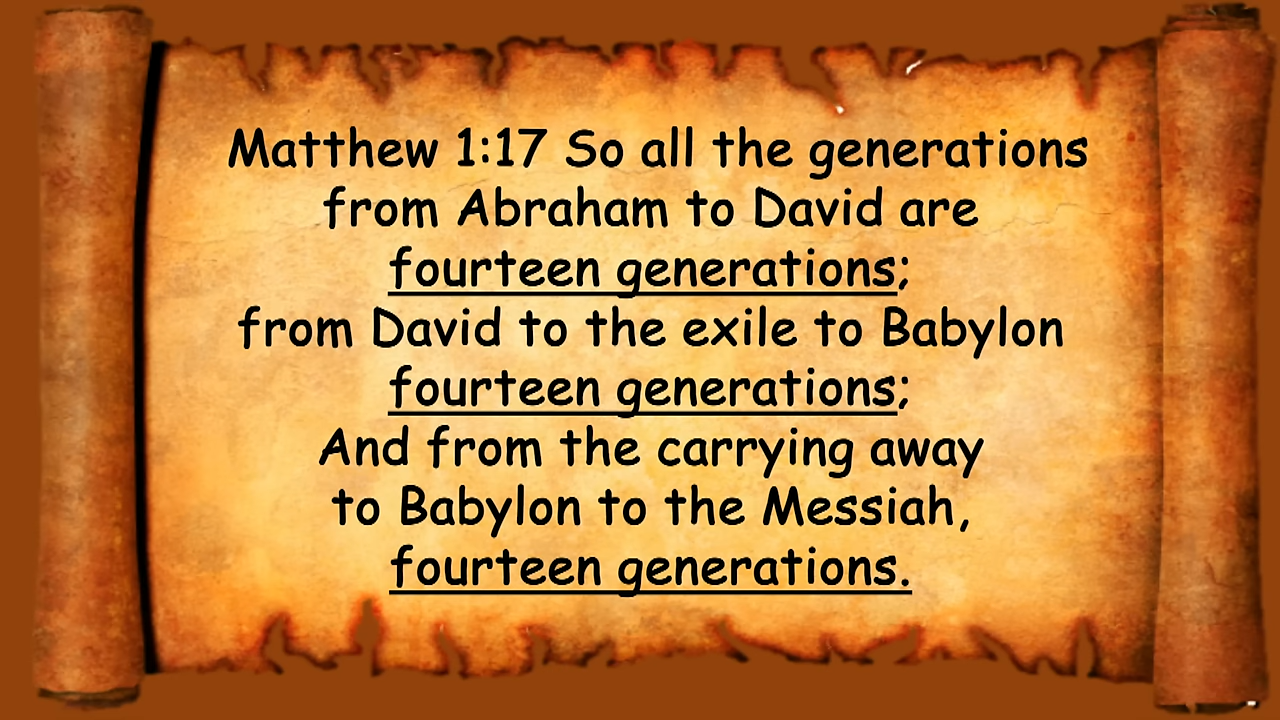 Matthew 1:17 So all the generations
from Abraham to David are
fourteen generations;
from David to the exile to Babylon
fourteen generations;
And from the carrying away
to Babylon to the Messiah,
fourteen generations.